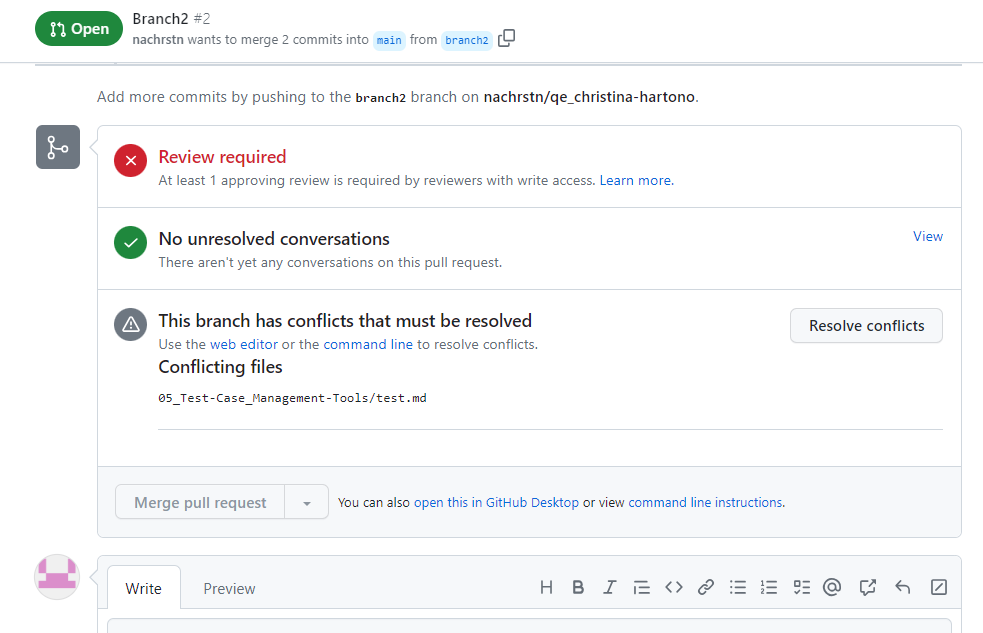 Open
Branch2 #2
nachrstn wants to merge 2 commits into main from branch2
Add more commits by pushing to the branch2 branch on nachrstn/qe_christina-hartono.
Review required
At least 1 approving review is required by reviewers with write access. Learn more.
No unresolved conversations
View
There aren't yet any conversations on this pull request.
This branch has conflicts that must be resolved
Resolve conflicts
Use the web editor or the command line to resolve conflicts.
Conflicting files
05_Test-Case_Management-Tools/test.md
Merge pull request
You can also open this in GitHub Desktop or view command line instructions.
Write
Preview